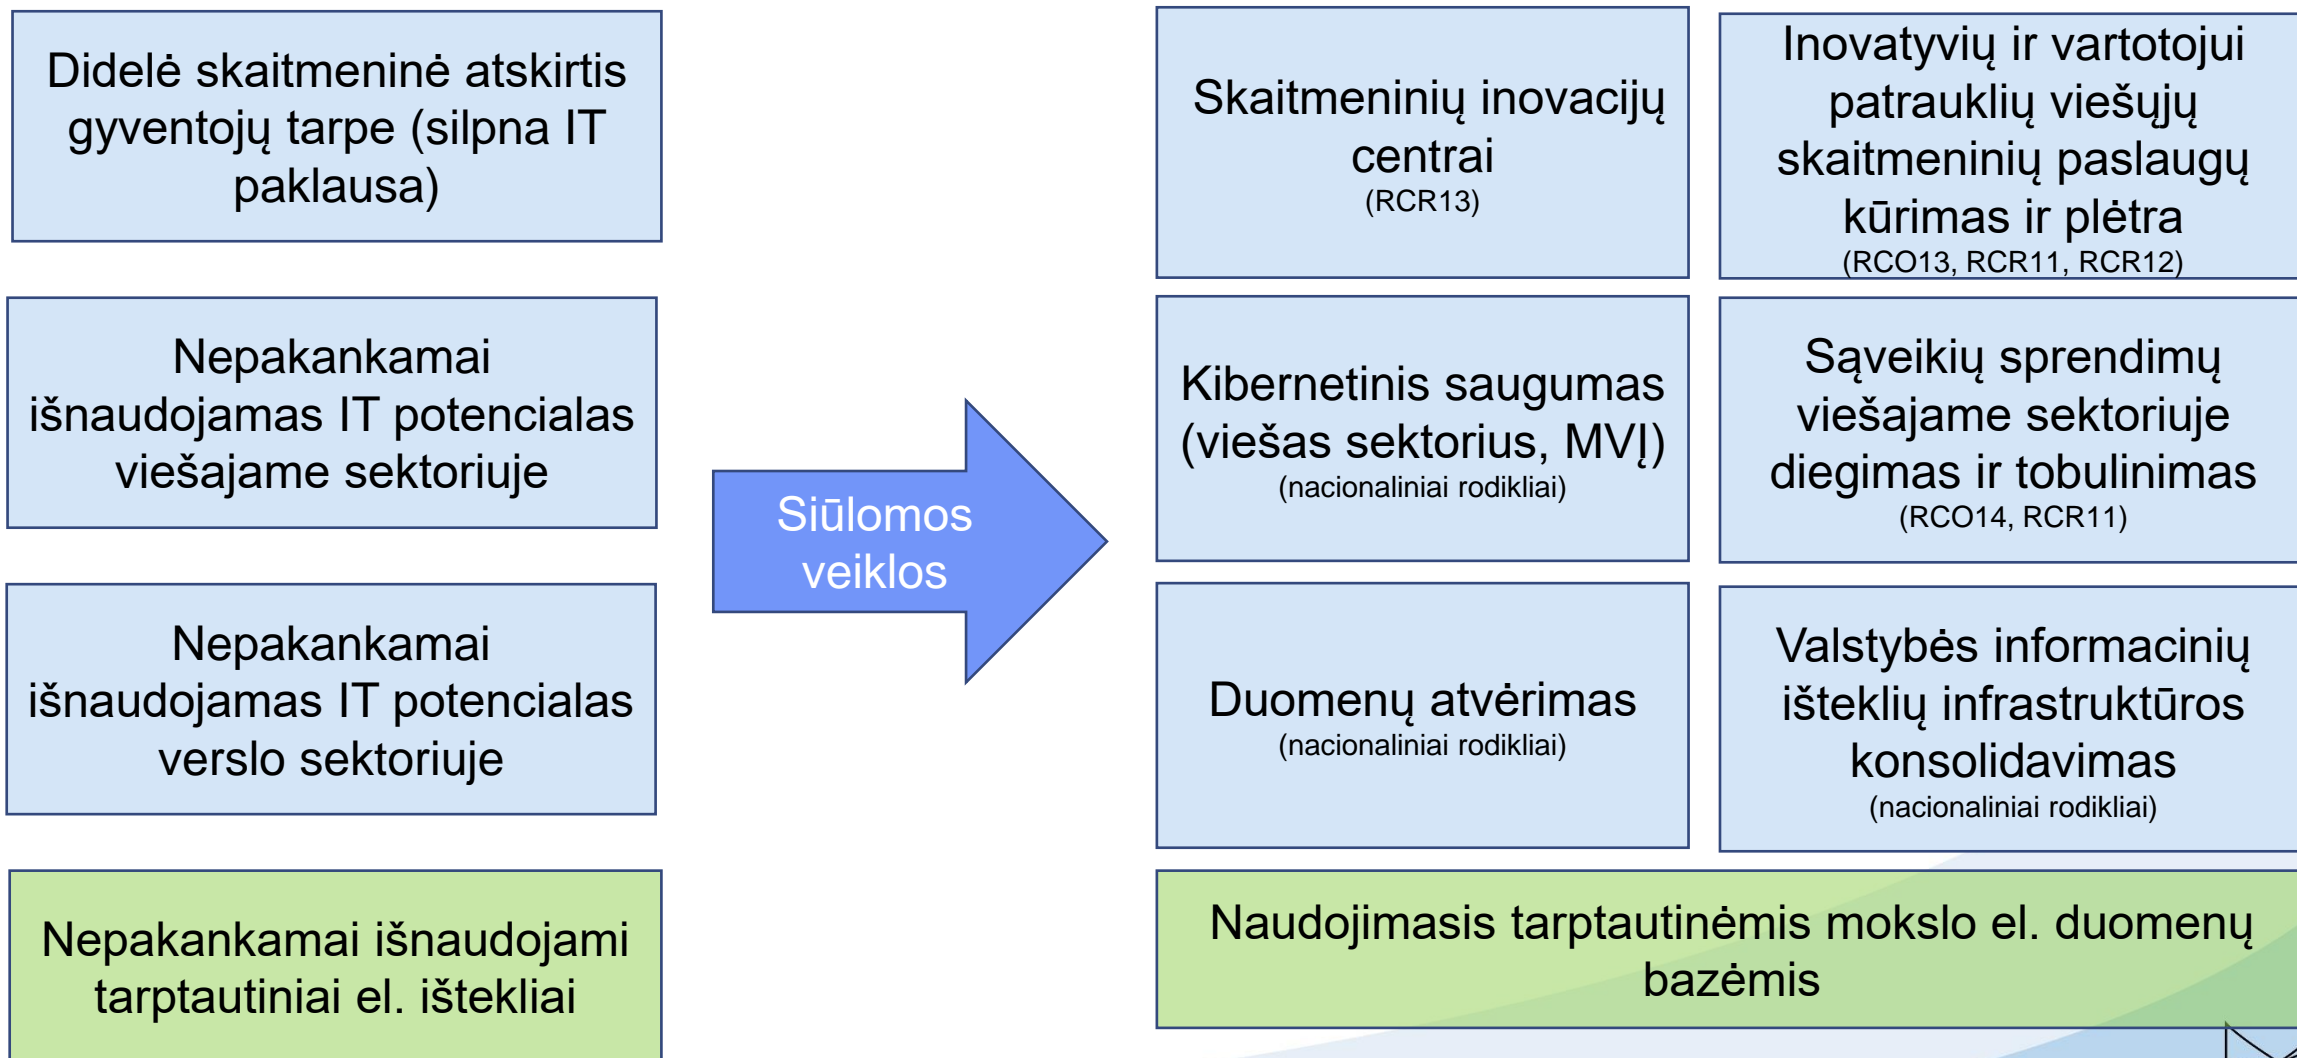 Didelė skaitmeninė atskirtis
gyventojų tarpe (silpna IT
paklausa)
Nepakankamai
išnaudojamas IT potencialas
viešajame sektoriuje
Nepakankamai
išnaudojamas IT potencialas
verslo sektoriuje
Nepakankamai išnaudojami
tarptautiniai el. ištekliai
Siūlomos
veiklos
Skaitmeninių inovacijų
centrai
(RCR13)
Inovatyvių ir vartotojui
patrauklių viešųjų
skaitmeninių paslaugų
kūrimas ir plėtra
(RCO13, RCR11, RCR12)
Kibernetinis saugumas
(viešas sektorius, MVĮ)
(nacionaliniai rodikliai)
Sąveikių sprendimų
viešajame sektoriuje
diegimas ir tobulinimas
(RCO14, RCR11)
Duomenų atvėrimas
(nacionaliniai rodikliai)
Valstybės informacinių
išteklių infrastruktūros
konsolidavimas
(nacionaliniai rodikliai)
Naudojimasis tarptautinėmis mokslo el. duomenų
bazėmis